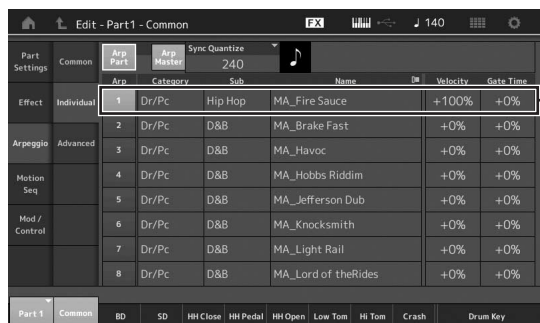 Edit - Part1 - Common FX ♩ 140
Part Settings
Common
Arp Part
Arp Master
Sync Quantize
240
Arp Category Sub Name Velocity Gate Time
Effect
Individual
1 Dr/Pc Hip Hop MA_Fire Sauce +100% +0%
2 Dr/Pc D&B MA_Brake Fast +0% +0%
Arpeggio
Advanced
3 Dr/Pc D&B MA_Havoc +0% +0%
Motion Seq
4 Dr/Pc D&B MA_Hobbs Riddim +0% +0%
5 Dr/Pc D&B MA_Jefferson Dub +0% +0%
Mod / Control
6 Dr/Pc D&B MA_Knocksmith +0% +0%
7 Dr/Pc D&B MA_Light Rail +0% +0%
8 Dr/Pc D&B MA_Lord of theRides +0% +0%
Part 1 Common BD SD HH Close HH Pedal HH Open Low Tom Hi Tom Crash Drum Key